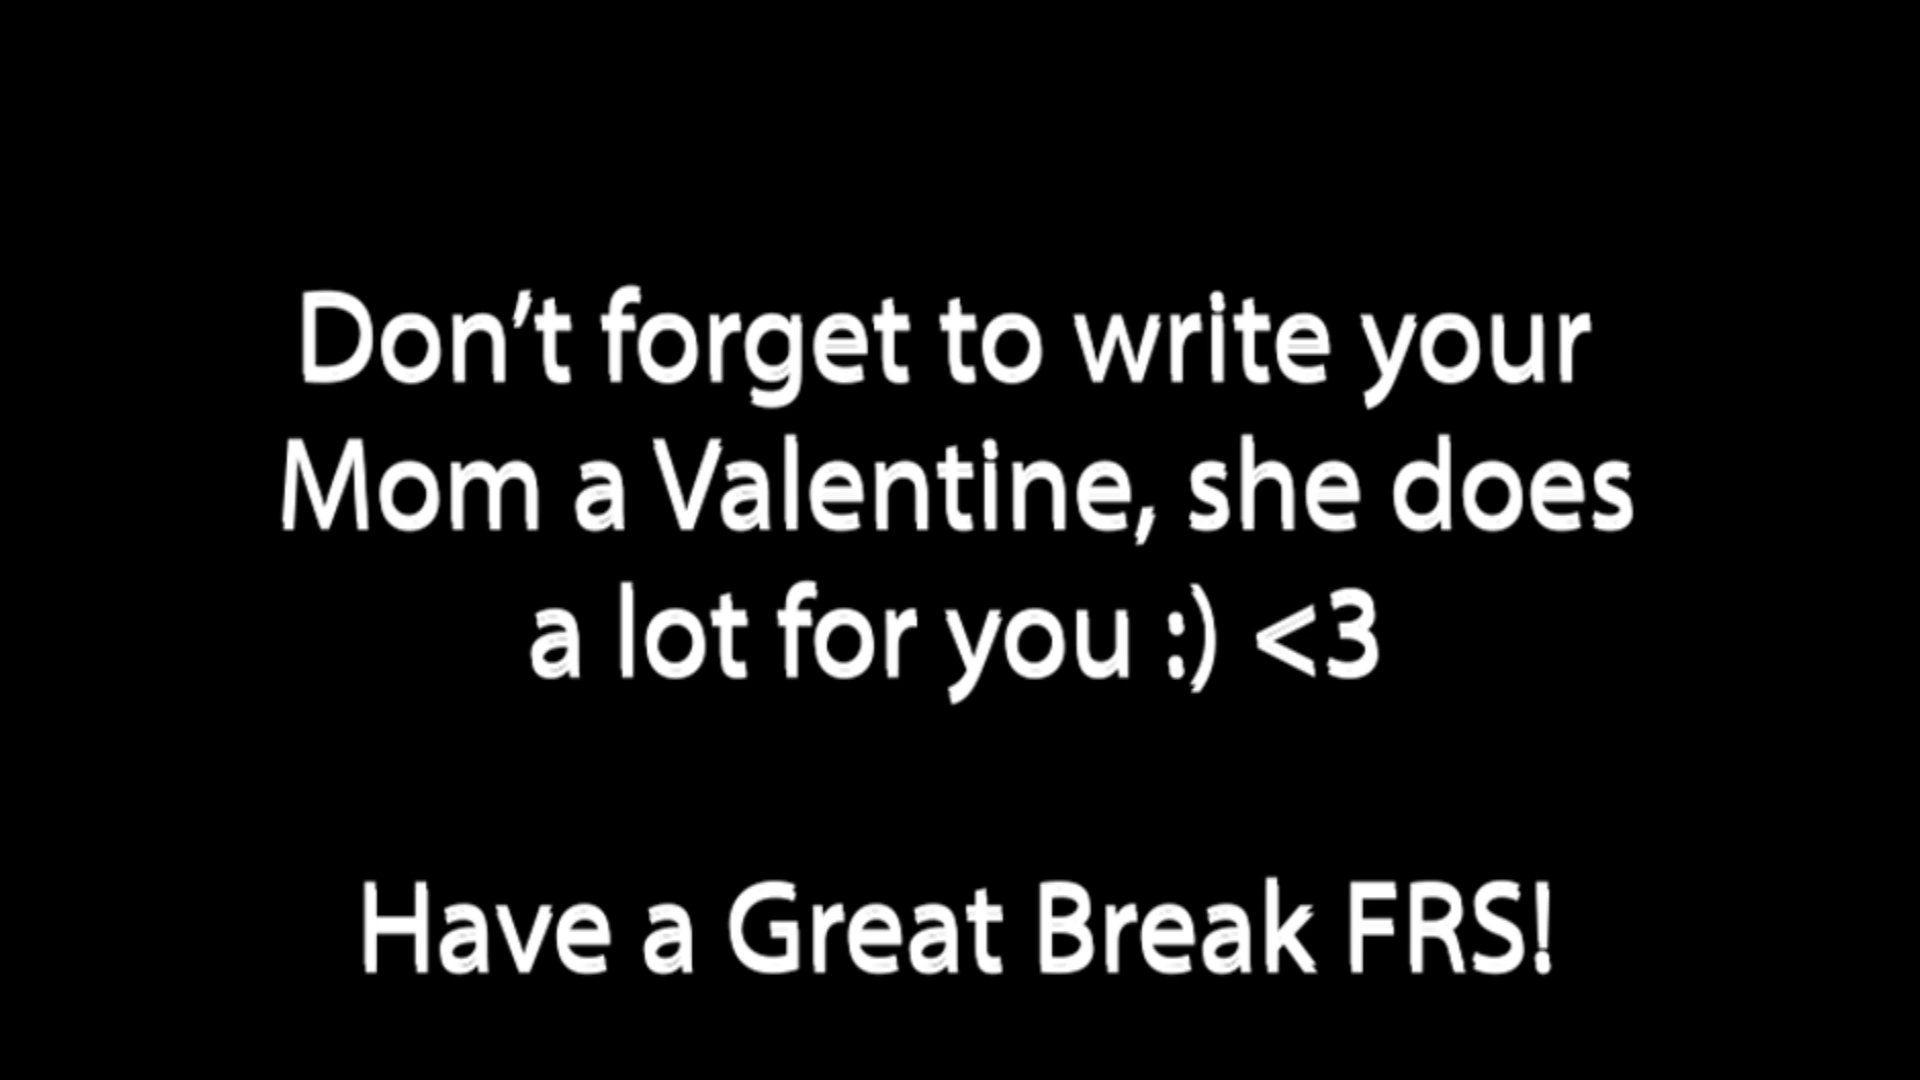 Don’t forget to write your
Mom a Valentine, she does
a lot for you :) <3
Have a Great Break FRS!